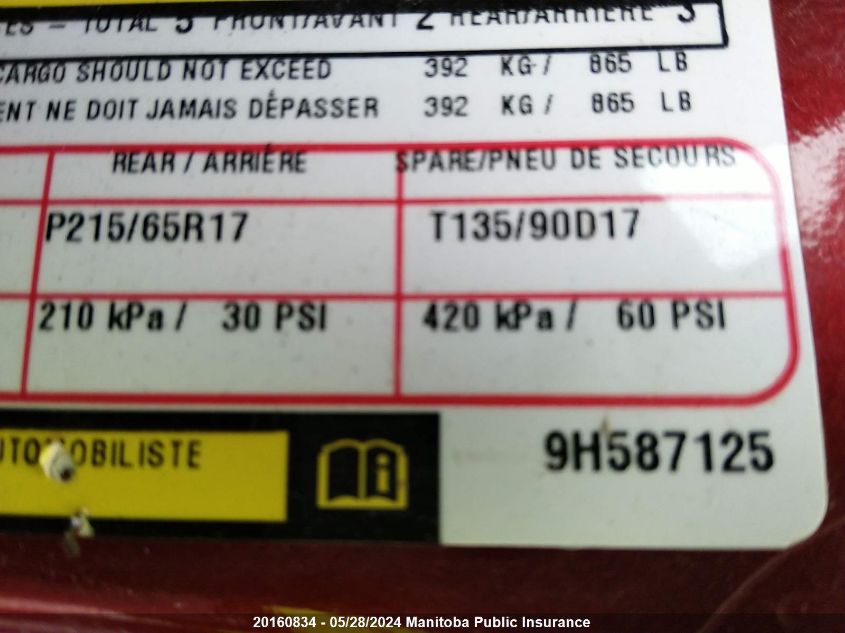 ES – TOTAL 5 FRONT/AVANT 2 REAR/ARRIÈRE 3
CARGO SHOULD NOT EXCEED 392 KG / 865 LB
ENT NE DOIT JAMAIS DÉPASSER 392 KG / 865 LB
REAR / ARRIÉRE SPARE/PNEU DE SECOURS
P215/65R17 T135/90D17
210 kPa / 30 PSI 420 kPa / 60 PSI
UTOMOBILISTE
9H587125
20160834 - 05/28/2024 Manitoba Public Insurance